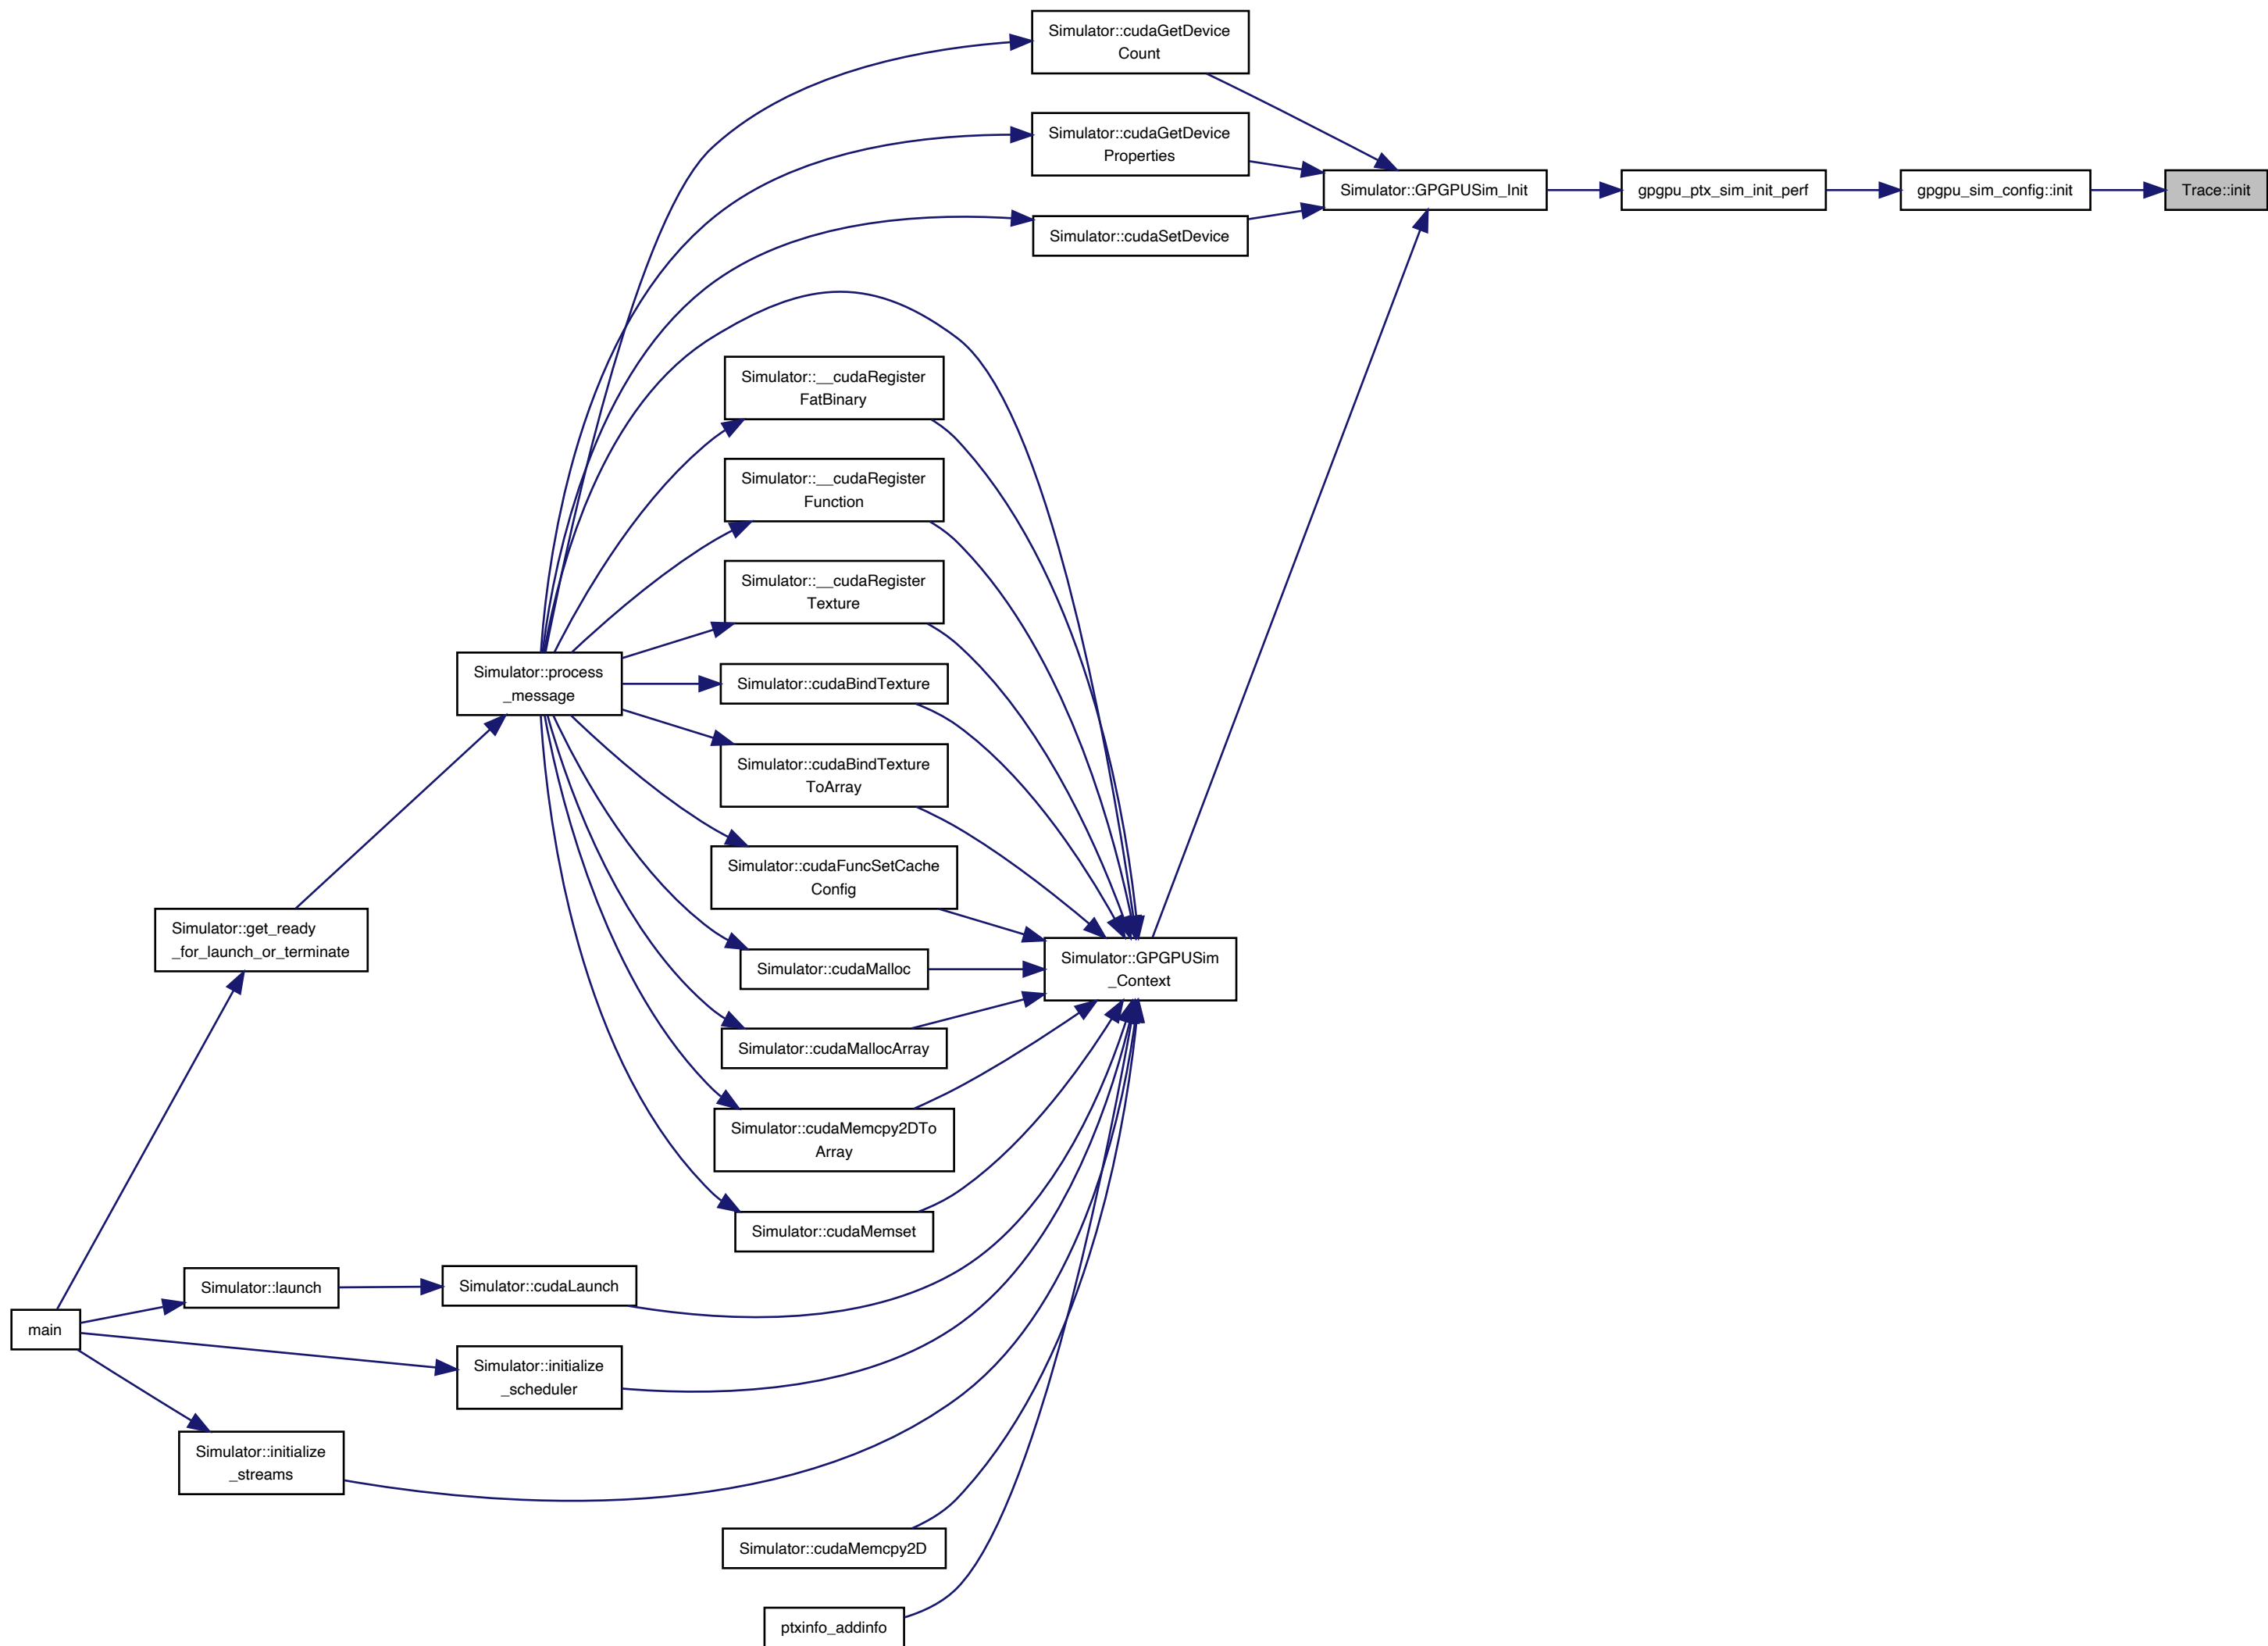 Simulator::cudaGetDevice
Count
Simulator::cudaGetDevice
Properties
Simulator::GPGPUSim_Init
gpgpu_ptx_sim_init_perf
gpgpu_sim_config::init
Trace::init
Simulator::cudaSetDevice
Simulator::__cudaRegister
FatBinary
Simulator::__cudaRegister
Function
Simulator::__cudaRegister
Texture
Simulator::process
_message
Simulator::cudaBindTexture
Simulator::cudaBindTexture
ToArray
Simulator::cudaFuncSetCache
Config
Simulator::get_ready
_for_launch_or_terminate
Simulator::cudaMalloc
Simulator::GPGPUSim
_Context
Simulator::cudaMallocArray
Simulator::cudaMemcpy2DTo
Array
Simulator::cudaMemset
Simulator::launch
Simulator::cudaLaunch
main
Simulator::initialize
_scheduler
Simulator::initialize
_streams
Simulator::cudaMemcpy2D
ptxinfo_addinfo